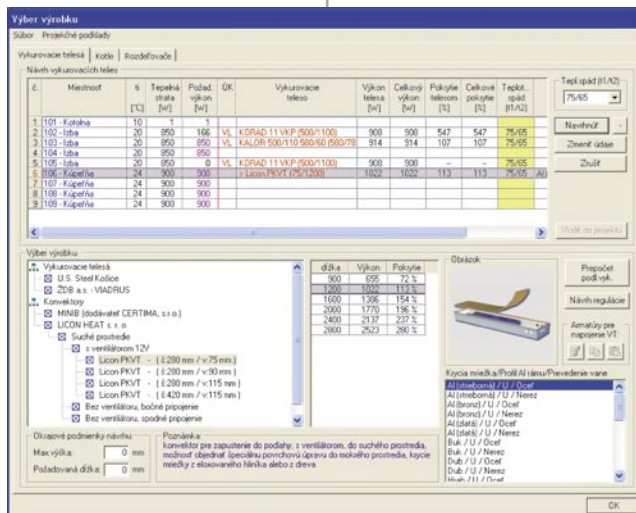 Výber výrobku
Súbor Projekčné podklady
Vykurovacie telesá Kotle Rozdeľovače
Návrh vykurovacích telies
č. Miestnosť ti Tepelná Požad. ÚK Vykurovacie Výkon Celkový Pokrytie Celkové Teplot...
strata výkon teleso telesa výkon telesom pokrytie spád
[°C] [W] [W] [W] [W] [%] [%] [t1/t2]
1 101 - Kotolna 10 1 1
2 102 - Izba 20 850 166 VL KORAD 11 VKP (500/1100) 908 908 547 547 75/65
3 103 - Izba 20 850 850 VL KALOR 500/110 580/60 (580/78 914 914 107 107 75/65
4 104 - Izba 20 850 850
5 105 - Izba 20 850 0 VL KORAD 11 VKP (500/1100) 908 908 – – 75/65
6 106 - Kúpeľňa 24 900 900 > Licon PKVT (75/1200) 1022 1022 113 113 75/65
7 107 - Kúpeľňa 24 900 900
8 108 - Kúpeľňa 24 900 900
9 109 - Kúpeľňa 24 900 900
Tepl.spád (t1/t2)
75/65
Navrhnúť
Zmeniť údaje
Zrušiť
Vložiť do projektu
Výber výrobku
Vykurovacie telesá
U.S. Steel Košice
ŽDB a.s. - VIADRUS
Konvektory
MINIB (dodávateľ CERTIMA, s.r.o.)
LICON HEAT s. r. o.
Suché prostredie
s ventilátorom 12V
Licon PKVT - ( š:280 mm / v:75 mm )
Licon PKVT - ( š:280 mm / v:90 mm )
Licon PKVT - ( š:280 mm / v:115 mm )
Licon PKVT - ( š:420 mm / v:115 mm )
Bez ventilátoru, bočné pripojenie
Bez ventilátoru, spodné pripojenie
dĺžka Výkon Pokrytie
900 655 72 %
1200 1022 113 %
1600 1386 154 %
2000 1770 196 %
2400 2137 237 %
2800 2523 280 %
Obrázok
Prepočet
podl.vyk.
Návrh regulácie
Armatúry pre
napojenie VT:
Krycia mriežka/Profil Al rámu/Prevedenie vane
Al (strieborná) / U / Oceľ
Al (strieborná) / U / Nerez
Al (bronz) / U / Oceľ
Al (bronz) / U / Nerez
Al (zlatá) / U / Oceľ
Al (zlatá) / U / Nerez
Buk / U / Oceľ
Buk / U / Nerez
Dub / U / Oceľ
Dub / U / Nerez
Okrajové podmienky návrhu:
Max.výška: 0 mm
Požadovaná dĺžka: 0 mm
Poznámka:
konvektor pre zapustenie do podlahy, s ventilátorom, do suchého prostredia,
možnosť objednať špeciálnu povrchovú úpravu do mokrého prostredia, krycie
mriežky z eloxovaného hliníka alebo z dreva
OK